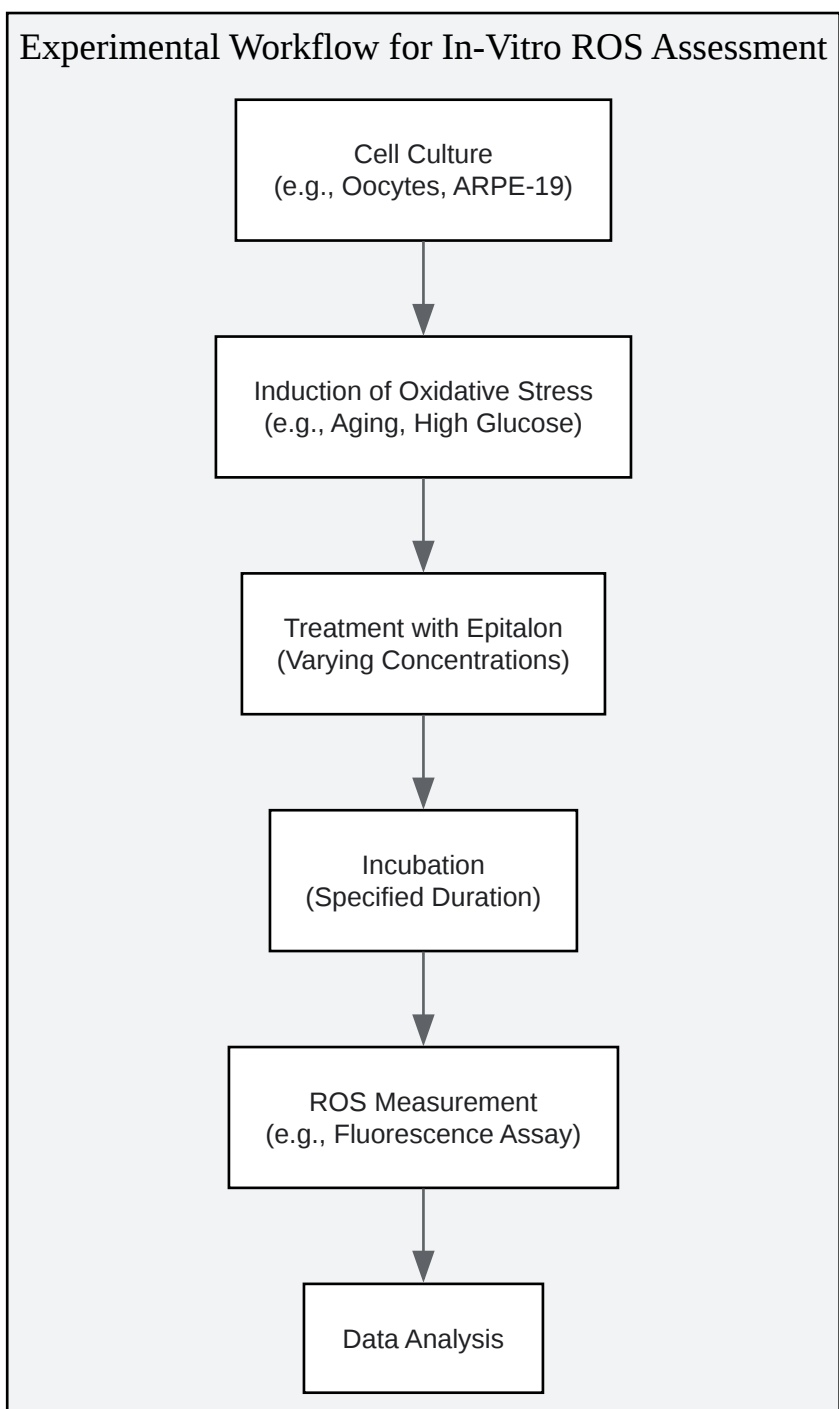 Experimental Workflow for In-Vitro ROS Assessment
Cell Culture
(e.g., Oocytes, ARPE-19)
Induction of Oxidative Stress
(e.g., Aging, High Glucose)
Treatment with Epitalon
(Varying Concentrations)
Incubation
(Specified Duration)
ROS Measurement
(e.g., Fluorescence Assay)
Data Analysis